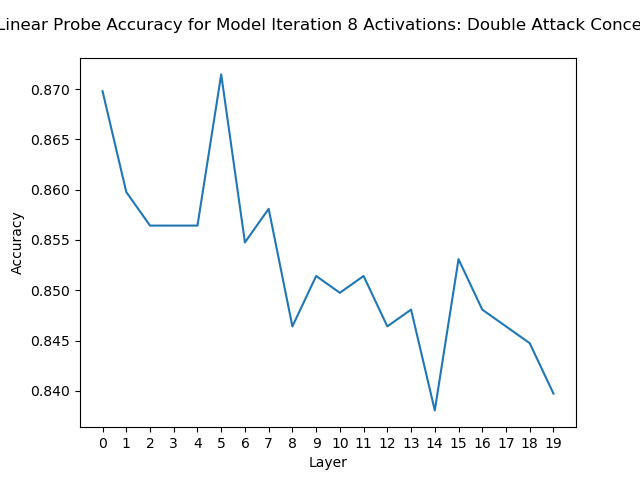 Linear Probe Accuracy for Model Iteration 8 Activations: Double Attack Conce
0.870
0.865
0.860
0.855
0.850
0.845
0.840
Accuracy
0 1 2 3 4 5 6 7 8 9 10 11 12 13 14 15 16 17 18 19
Layer